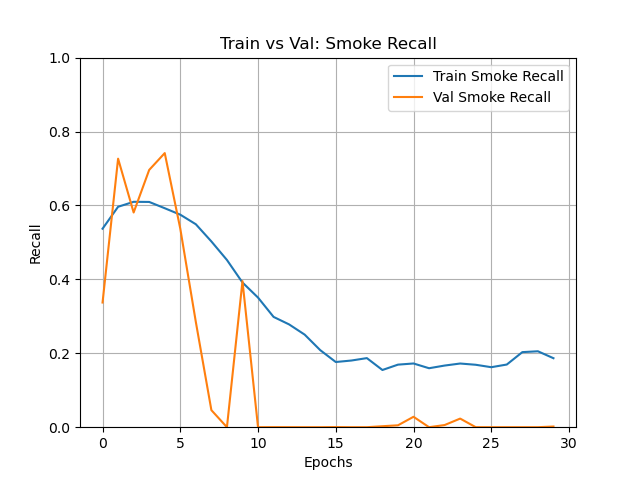 Train vs Val: Smoke Recall
Train Smoke Recall
Val Smoke Recall
1.0
0.8
0.6
0.4
0.2
0.0
Recall
0 5 10 15 20 25 30
Epochs